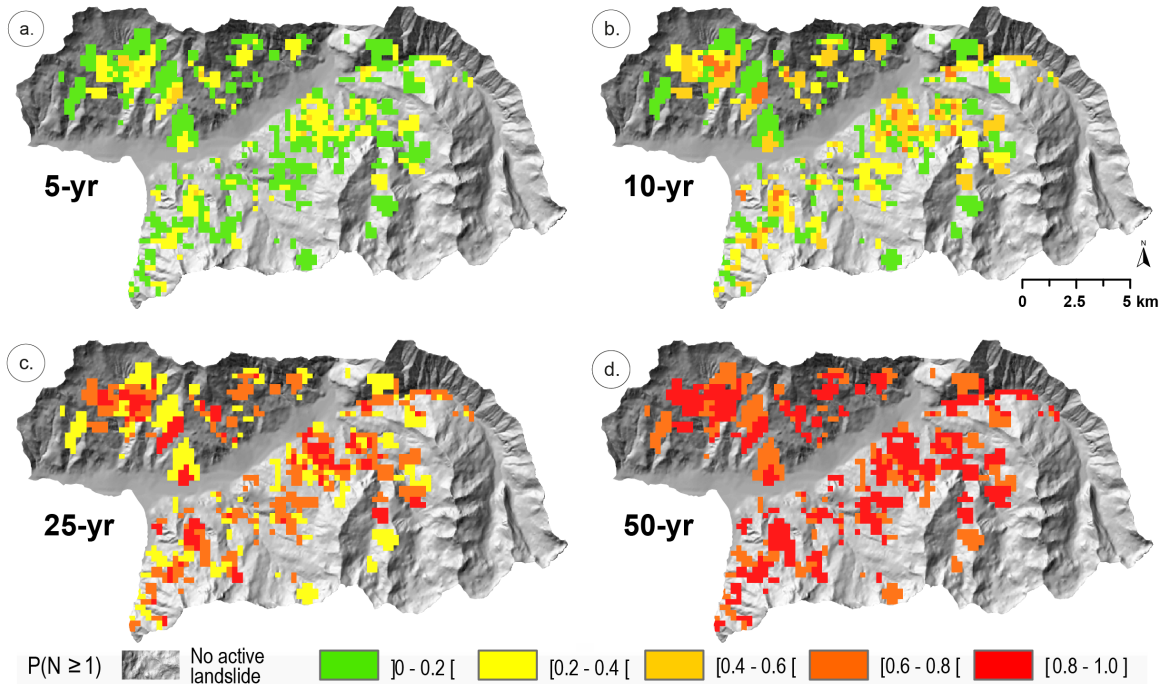 a.
b.
5-yr
10-yr
N
0 2.5 5 km
c.
d.
25-yr
50-yr
P(N ≥ 1)
No active
landslide
]0 - 0.2 [
[0.2 - 0.4 [
[0.4 - 0.6 [
[0.6 - 0.8 [
[0.8 - 1.0 ]